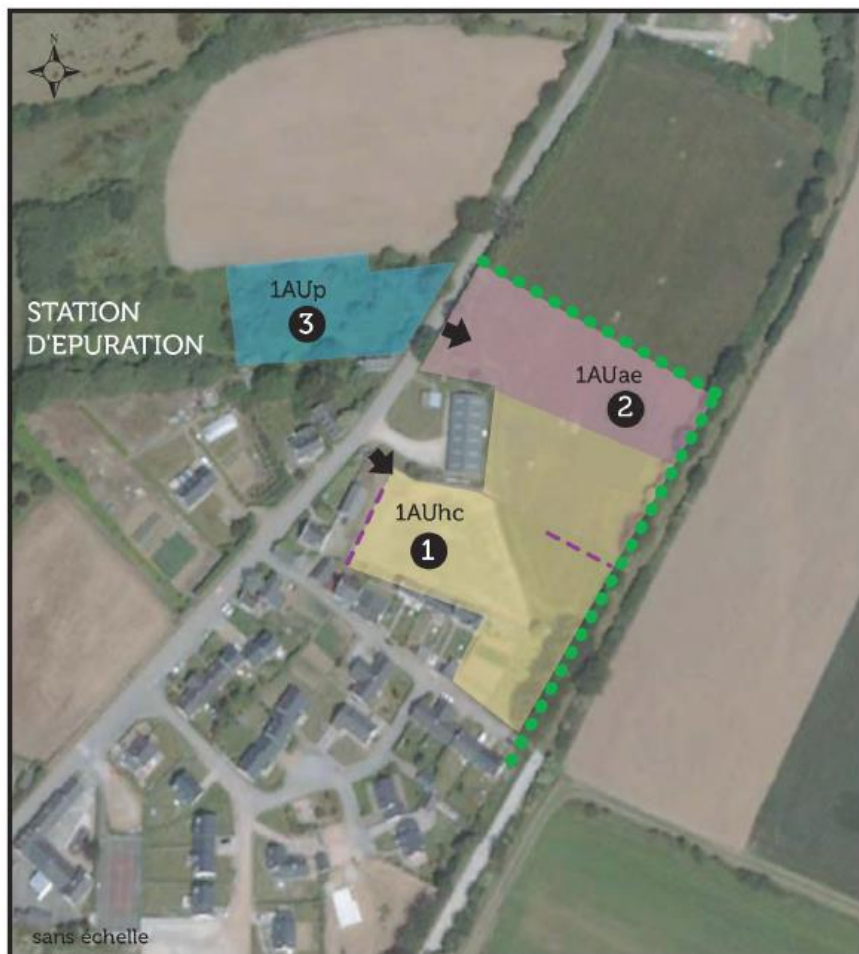 N
1AUp
3
STATION
D'EPURATION
1AUae
2
1AUhc
1
sans échelle